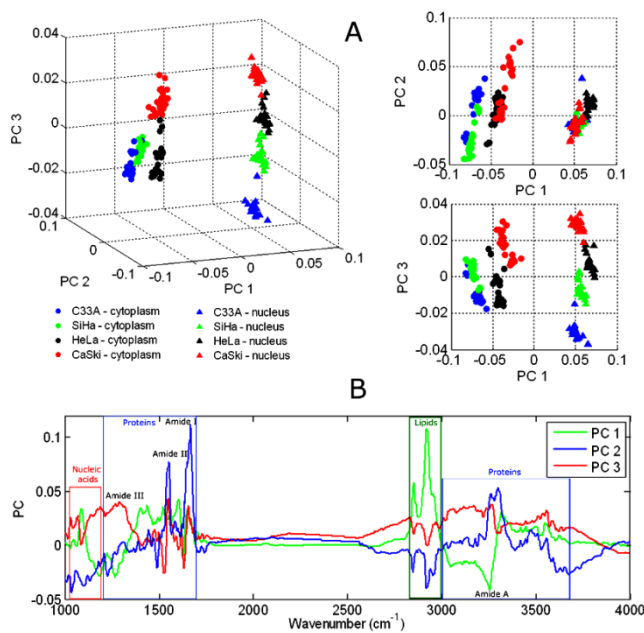 A
0.04
0.02
0
-0.02
-0.04
PC 3
0.1
0
-0.1
PC 2
-0.1
-0.05
0
0.05
0.1
PC 1
0.1
0.05
0
-0.05
PC 2
-0.1 -0.05 0 0.05 0.1
PC 1
0.04
0.02
0
-0.02
-0.04
PC 3
-0.1 -0.05 0 0.05 0.1
PC 1
C33A - cytoplasm
SiHa - cytoplasm
HeLa - cytoplasm
CaSki - cytoplasm
C33A - nucleus
SiHa - nucleus
HeLa - nucleus
CaSki - nucleus
B
0.1
0.05
0
-0.05
PC
Nucleic
acids
Proteins
Amide I
Amide II
Amide III
Lipids
Proteins
Amide A
PC 1
PC 2
PC 3
1000 1500 2000 2500 3000 3500 4000
Wavenumber (cm-1)